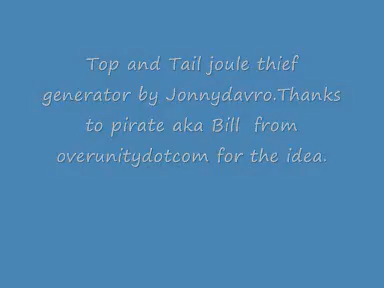 Top and Tail joule thief
generator by Jonnydavro.Thanks
to pirate aka Bill from
overunitydotcom for the idea.